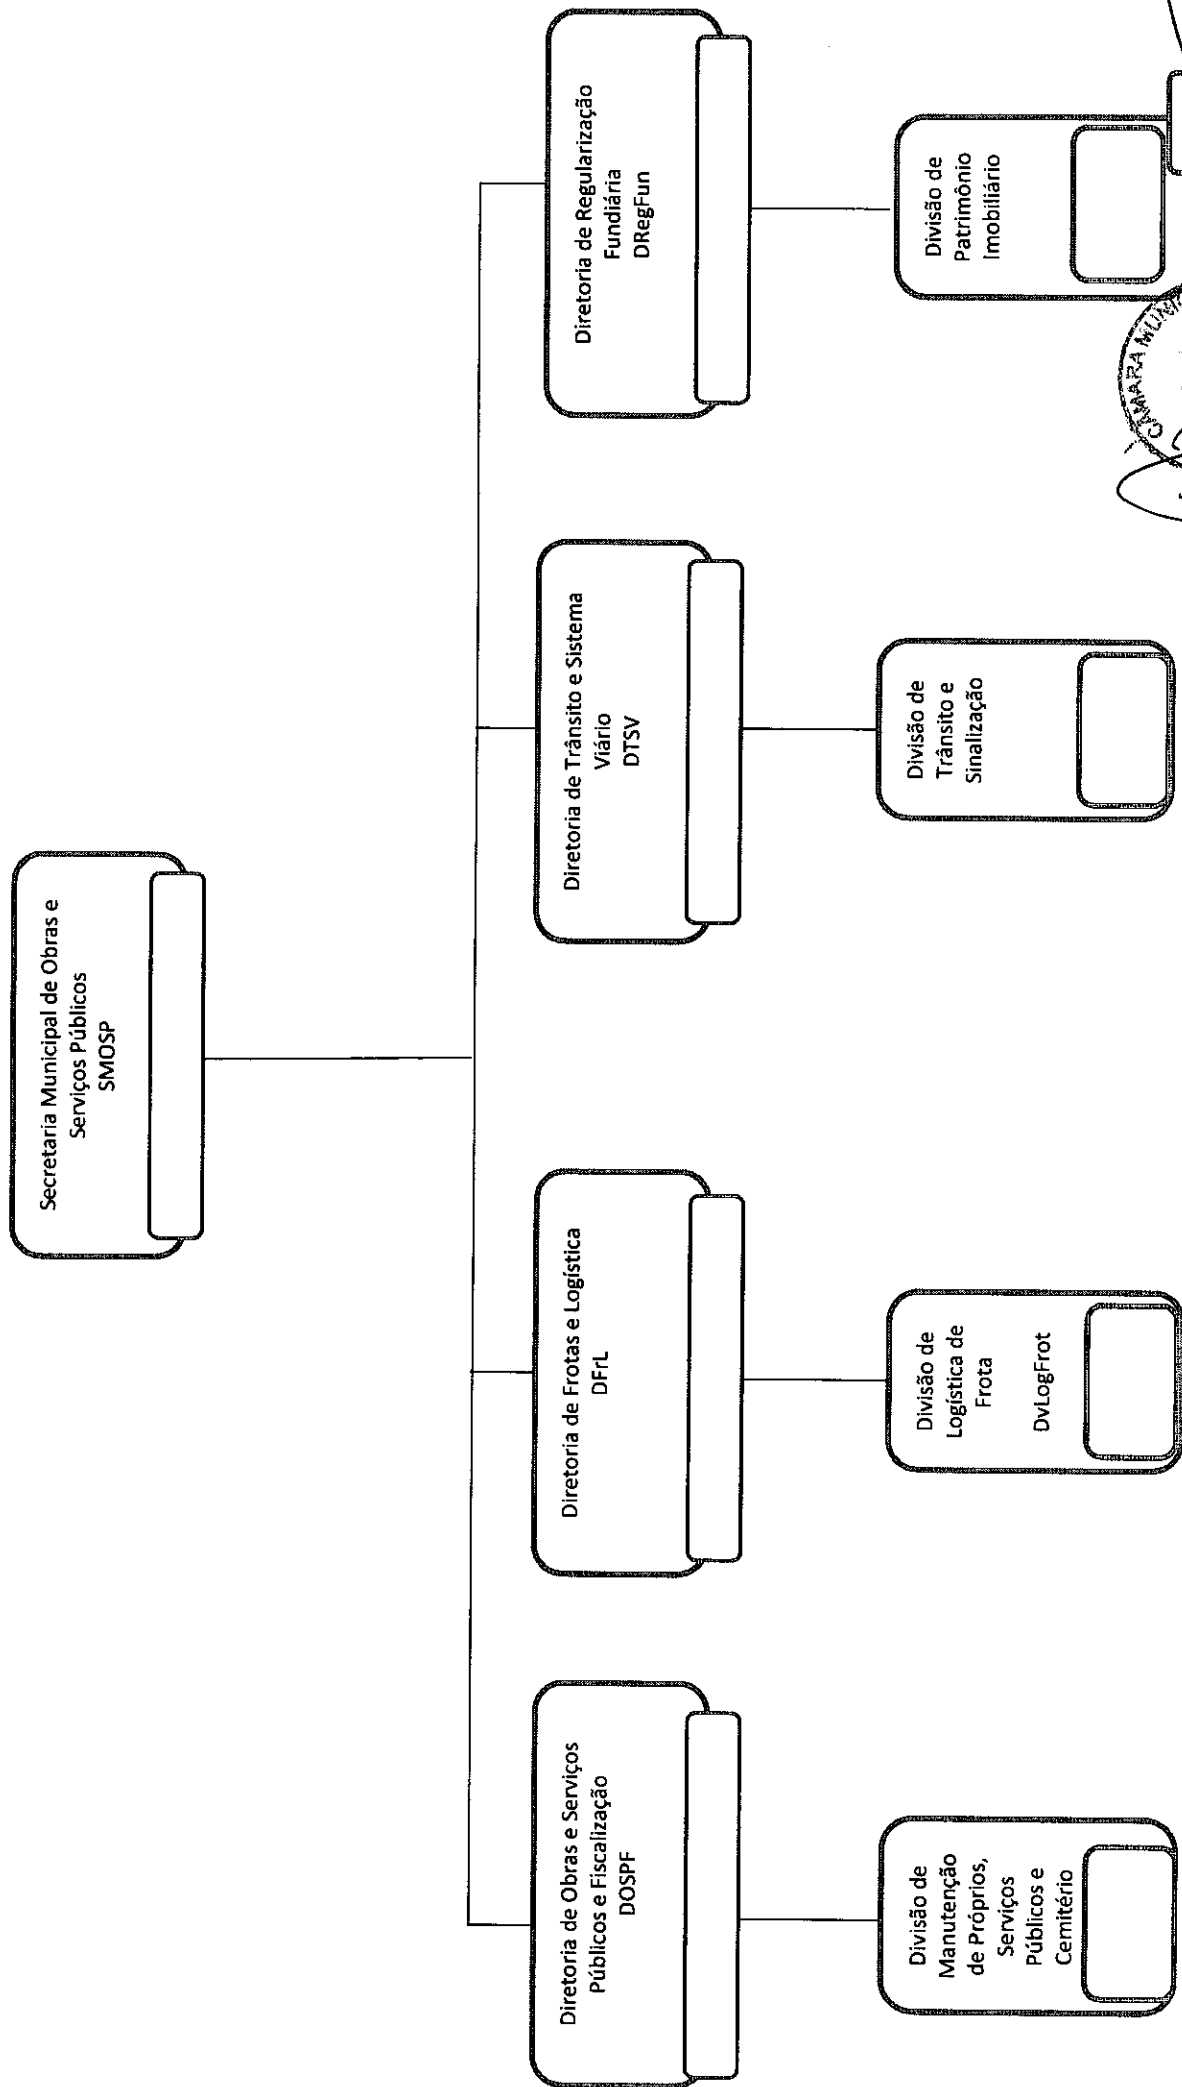 Secretaria Municipal de Obras e
Serviços Públicos
SMOSP
Diretoria de Obras e Serviços
Públicos e Fiscalização
DOSPF
Diretoria de Frotas e Logística
DFrL
Diretoria de Trânsito e Sistema
Viário
DTSV
Diretoria de Regularização
Fundiária
DRegFun
Divisão de
Manutenção
de Próprios,
Serviços
Públicos e
Cemitério
Divisão de
Logística de
Frota
DvLogFrot
Divisão de
Trânsito e
Sinalização
Divisão de
Patrimônio
Imobiliário
CÂMARA